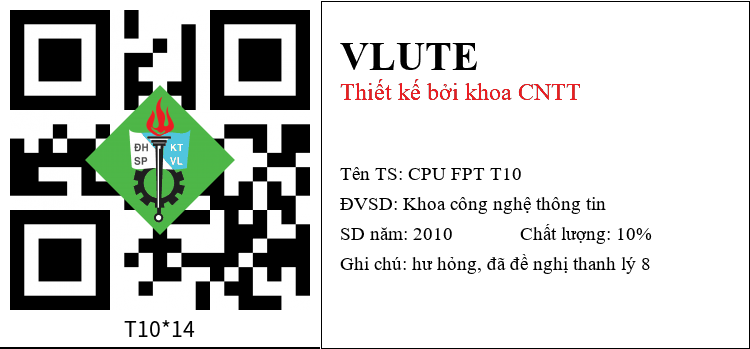 ĐH KT
SP VL
T10*14
VLUTE
Thiết kế bởi khoa CNTT
Tên TS: CPU FPT T10
ĐVSD: Khoa công nghệ thông tin
SD năm: 2010 Chất lượng: 10%
Ghi chú: hư hỏng, đã đề nghị thanh lý 8